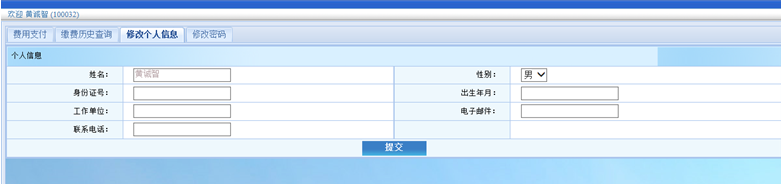 欢迎 黄诚智 (100032)
费用支付 缴费历史查询 修改个人信息 修改密码
个人信息
姓名: 黄诚智 性别: 男
身份证号: 出生年月:
工作单位: 电子邮件:
联系电话:
提交